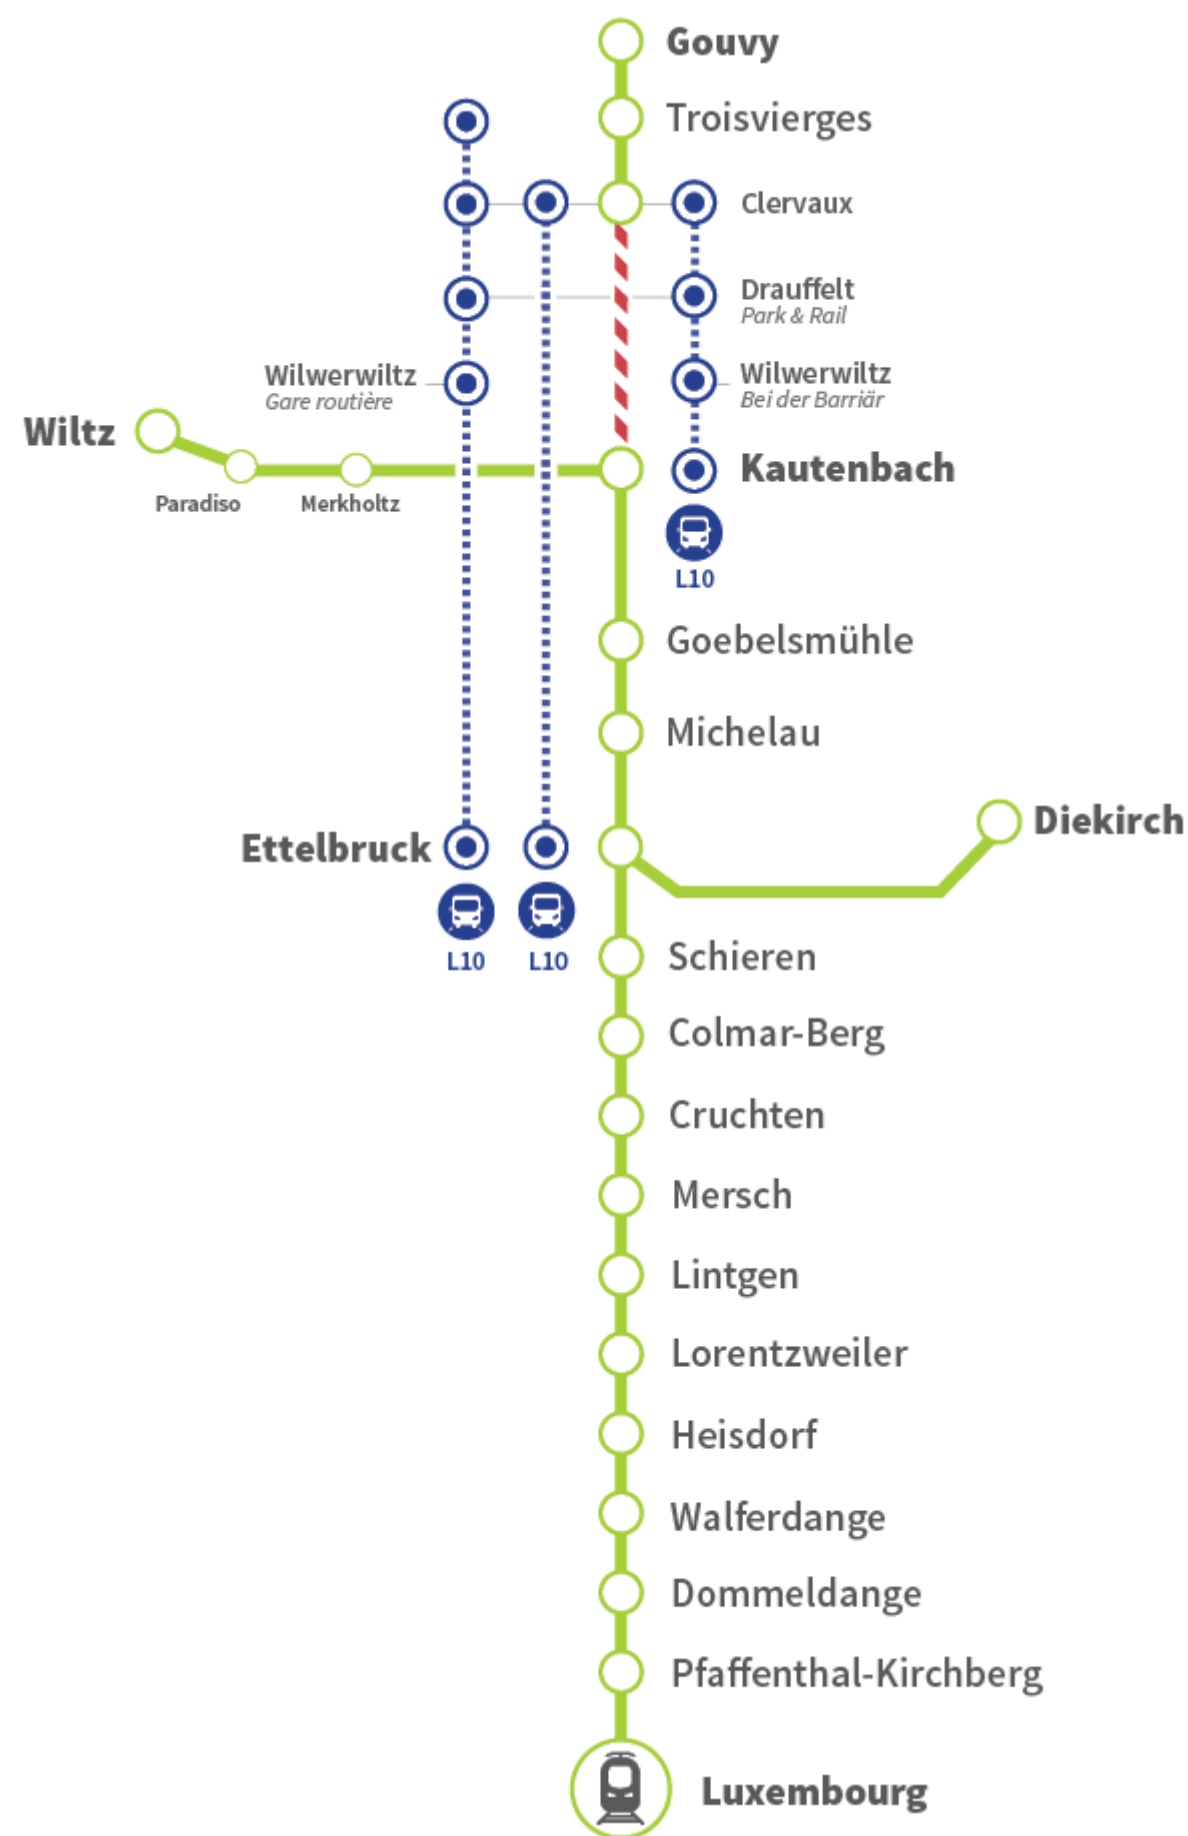 Gouvy
Troisvierges
Clervaux
Drauffelt
Park & Rail
Wilwerwiltz
Gare routière
Wilwerwiltz
Bei der Barriär
Wiltz
Kautenbach
Paradiso
Merkholtz
L10
Goebelsmühle
Michelau
Diekirch
Ettelbruck
L10
L10
Schieren
Colmar-Berg
Cruchten
Mersch
Lintgen
Lorentzweiler
Heisdorf
Walferdange
Dommeldange
Pfaffenthal-Kirchberg
Luxembourg